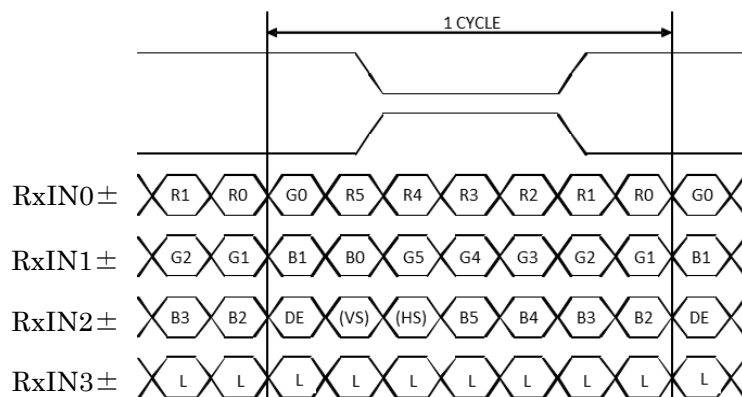 1 CYCLE
RxIN0± R1 R0 G0 R5 R4 R3 R2 R1 R0 G0
RxIN1± G2 G1 B1 B0 G5 G4 G3 G2 G1 B1
RxIN2± B3 B2 DE (VS) (HS) B5 B4 B3 B2 DE
RxIN3± L L L L L L L L L L